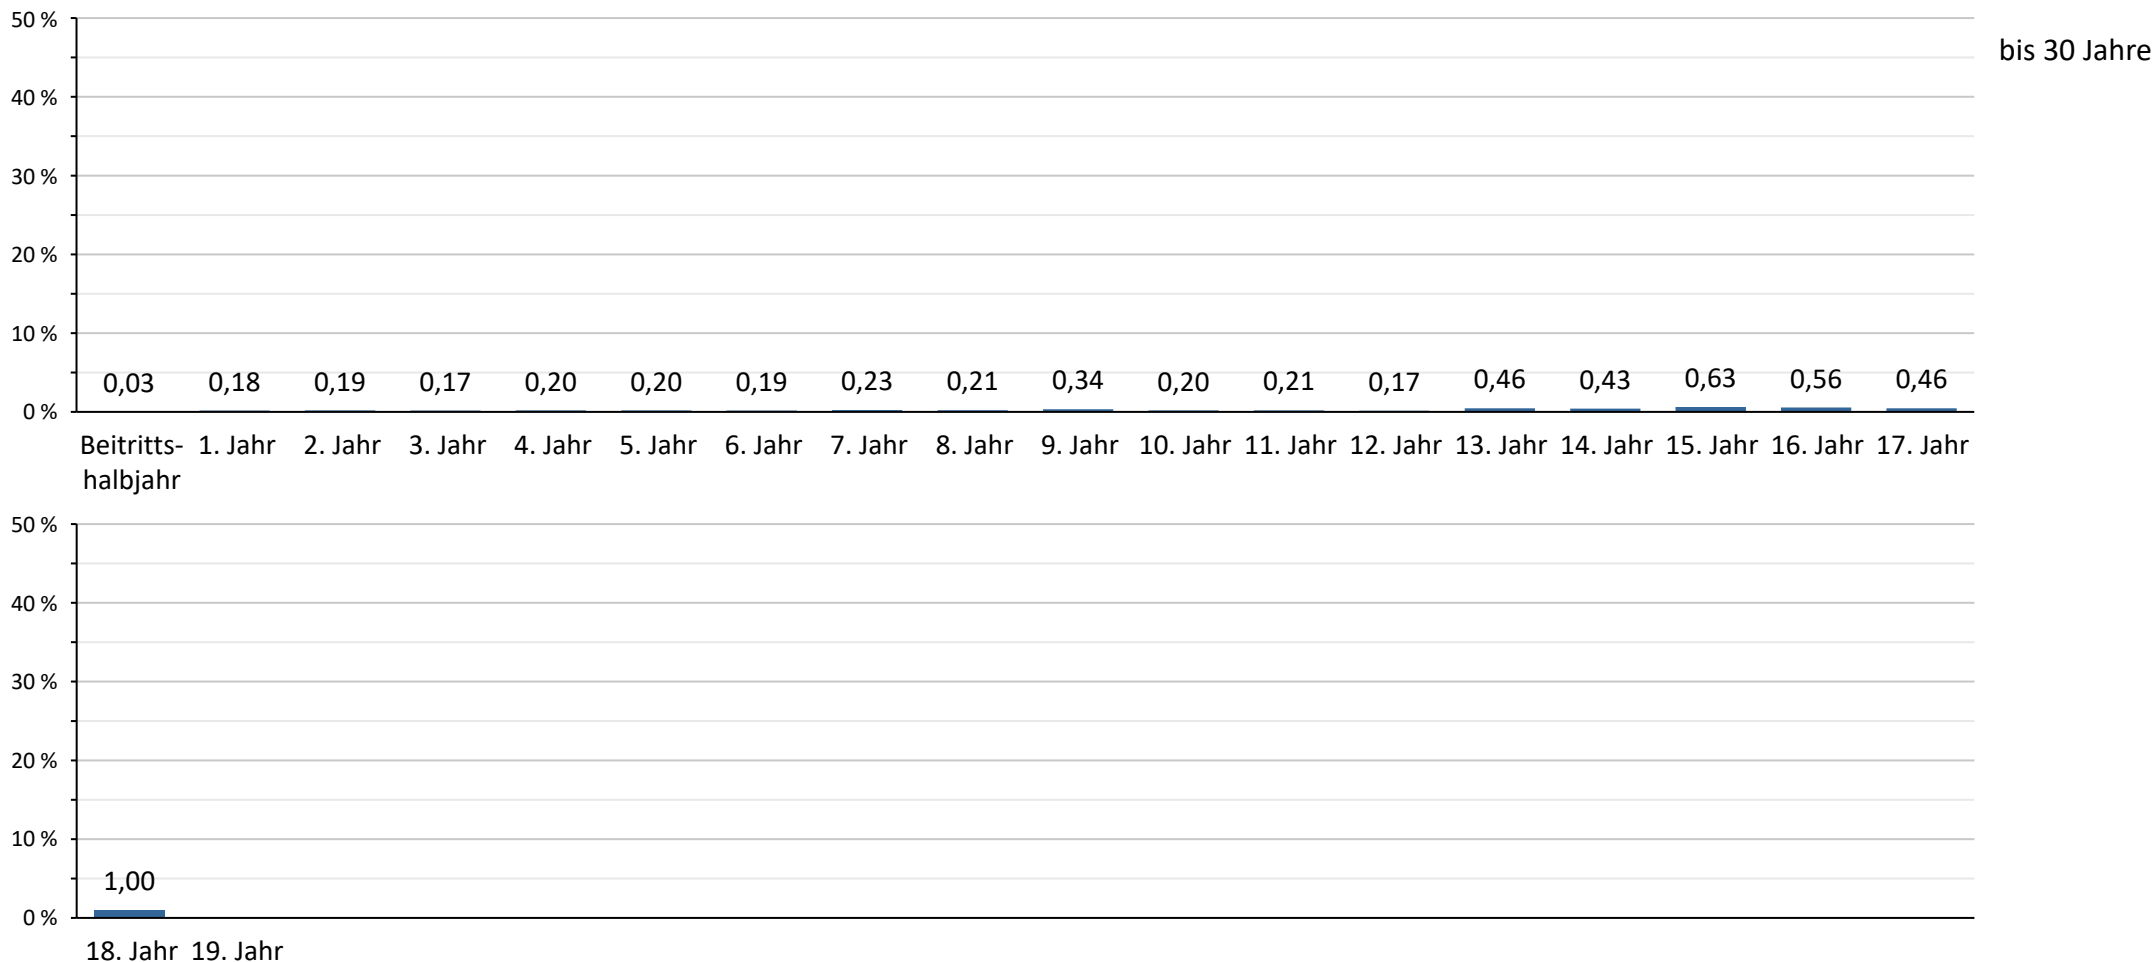 50 %
bis 30 Jahre
40 %
30 %
20 %
10 %
0,03 0,18 0,19 0,17 0,20 0,20 0,19 0,23 0,21 0,34 0,20 0,21 0,17 0,46 0,43 0,63 0,56 0,46
0 %
Beitritts- 1. Jahr 2. Jahr 3. Jahr 4. Jahr 5. Jahr 6. Jahr 7. Jahr 8. Jahr 9. Jahr 10. Jahr 11. Jahr 12. Jahr 13. Jahr 14. Jahr 15. Jahr 16. Jahr 17. Jahr
halbjahr
50 %
40 %
30 %
20 %
10 %
1,00
0 %
18. Jahr 19. Jahr